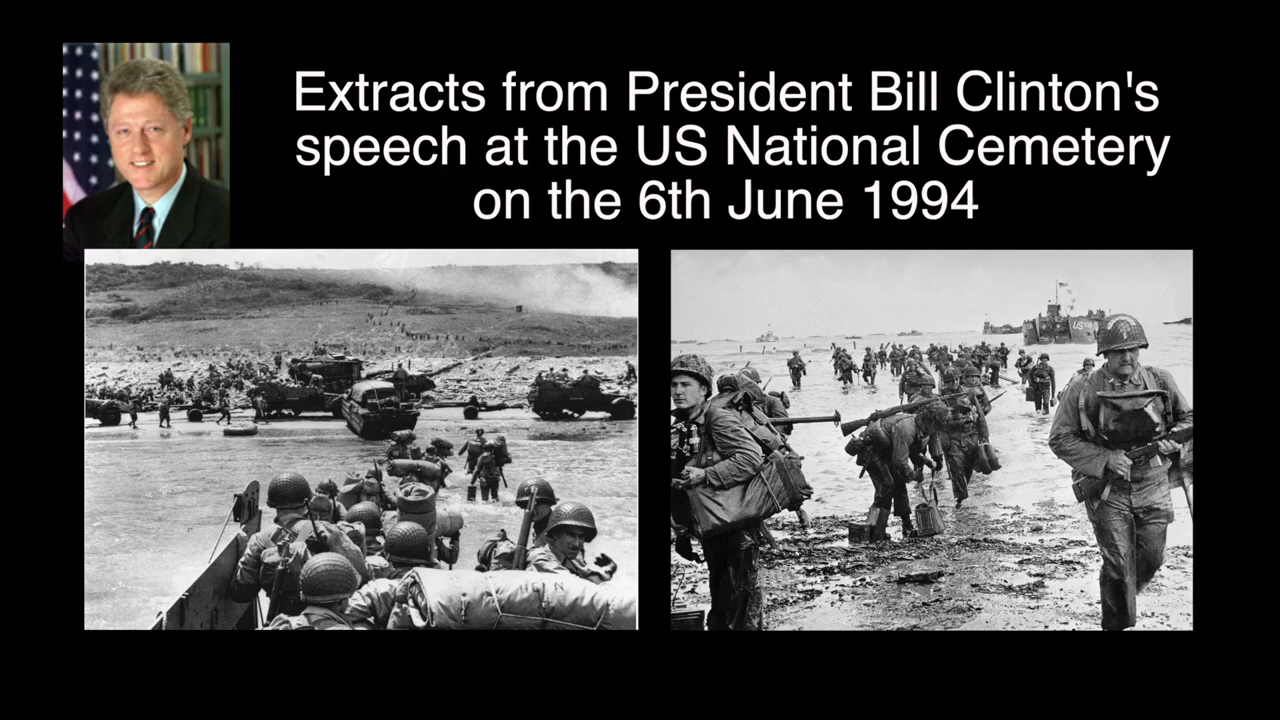 Extracts from President Bill Clinton's
speech at the US National Cemetery
on the 6th June 1994